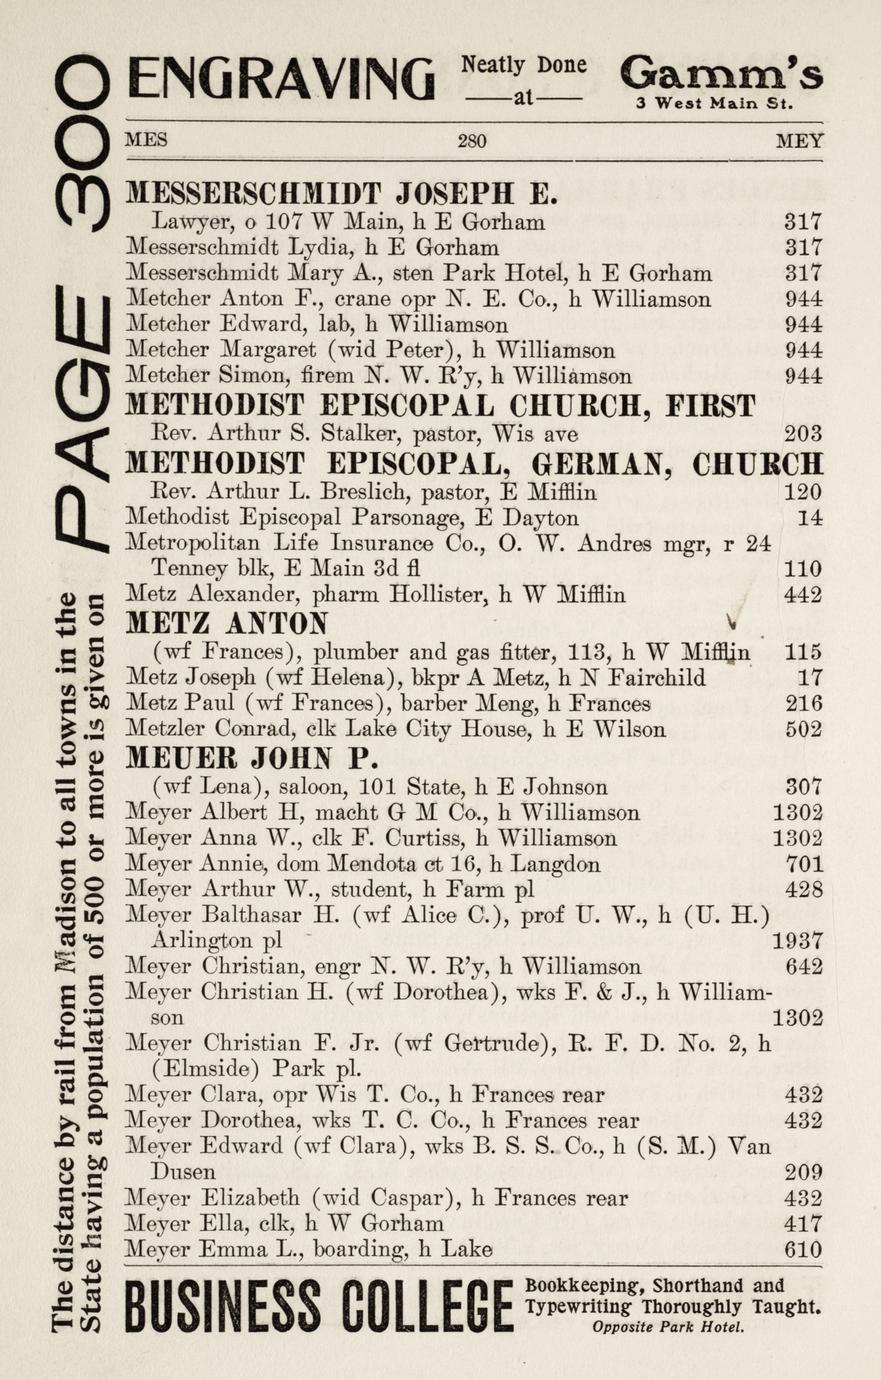 ENGRAVING Neatly Done
—at—
Gamm's
3 West Main St.
MES 280 MEY
MESSERSCHMIDT JOSEPH E.
Lawyer, o 107 W Main, h E Gorham 317
Messerschmidt Lydia, h E Gorham 317
Messerschmidt Mary A., sten Park Hotel, h E Gorham 317
Metcher Anton F., crane opr N. E. Co., h Williamson 944
Metcher Edward, lab, h Williamson 944
Metcher Margaret (wid Peter), h Williamson 944
Metcher Simon, firem N. W. R'y, h Williamson 944
METHODIST EPISCOPAL CHURCH, FIRST
Rev. Arthur S. Stalker, pastor, Wis ave 203
METHODIST EPISCOPAL, GERMAN, CHURCH
Rev. Arthur L. Breslich, pastor, E Mifflin 120
Methodist Episcopal Parsonage, E Dayton 14
Metropolitan Life Insurance Co., O. W. Andres mgr, r 24
Tenney blk, E Main 3d fl 110
Metz Alexander, pharm Hollister, h W Mifflin 442
METZ ANTON
(wf Frances), plumber and gas fitter, 113, h W Mifflin 115
Metz Joseph (wf Helena), bkpr A Metz, h N Fairchild 17
Metz Paul (wf Frances), barber Meng, h Frances 216
Metzler Conrad, clk Lake City House, h E Wilson 502
MEUER JOHN P.
(wf Lena), saloon, 101 State, h E Johnson 307
Meyer Albert H, macht G M Co., h Williamson 1302
Meyer Anna W., clk F. Curtiss, h Williamson 1302
Meyer Annie, dom Mendota ct 16, h Langdon 701
Meyer Arthur W., student, h Farm pl 428
Meyer Balthasar H. (wf Alice C.), prof U. W., h (U. H.)
Arlington pl 1937
Meyer Christian, engr N. W. R'y, h Williamson 642
Meyer Christian H. (wf Dorothea), wks F. & J., h William-
son 1302
Meyer Christian F. Jr. (wf Gertrude), R. F. D. No. 2, h
(Elmside) Park pl.
Meyer Clara, opr Wis T. Co., h Frances rear 432
Meyer Dorothea, wks T. C. Co., h Frances rear 432
Meyer Edward (wf Clara), wks B. S. S. Co., h (S. M.) Van
Dusen 209
Meyer Elizabeth (wid Caspar), h Frances rear 432
Meyer Ella, clk, h W Gorham 417
Meyer Emma L., boarding, h Lake 610
BUSINESS COLLEGE Bookkeeping, Shorthand and
Typewriting Thoroughly Taught.
Opposite Park Hotel.
The distance by rail from Madison to all towns in the
State having a population of 500 or more is given on
PAGE 300